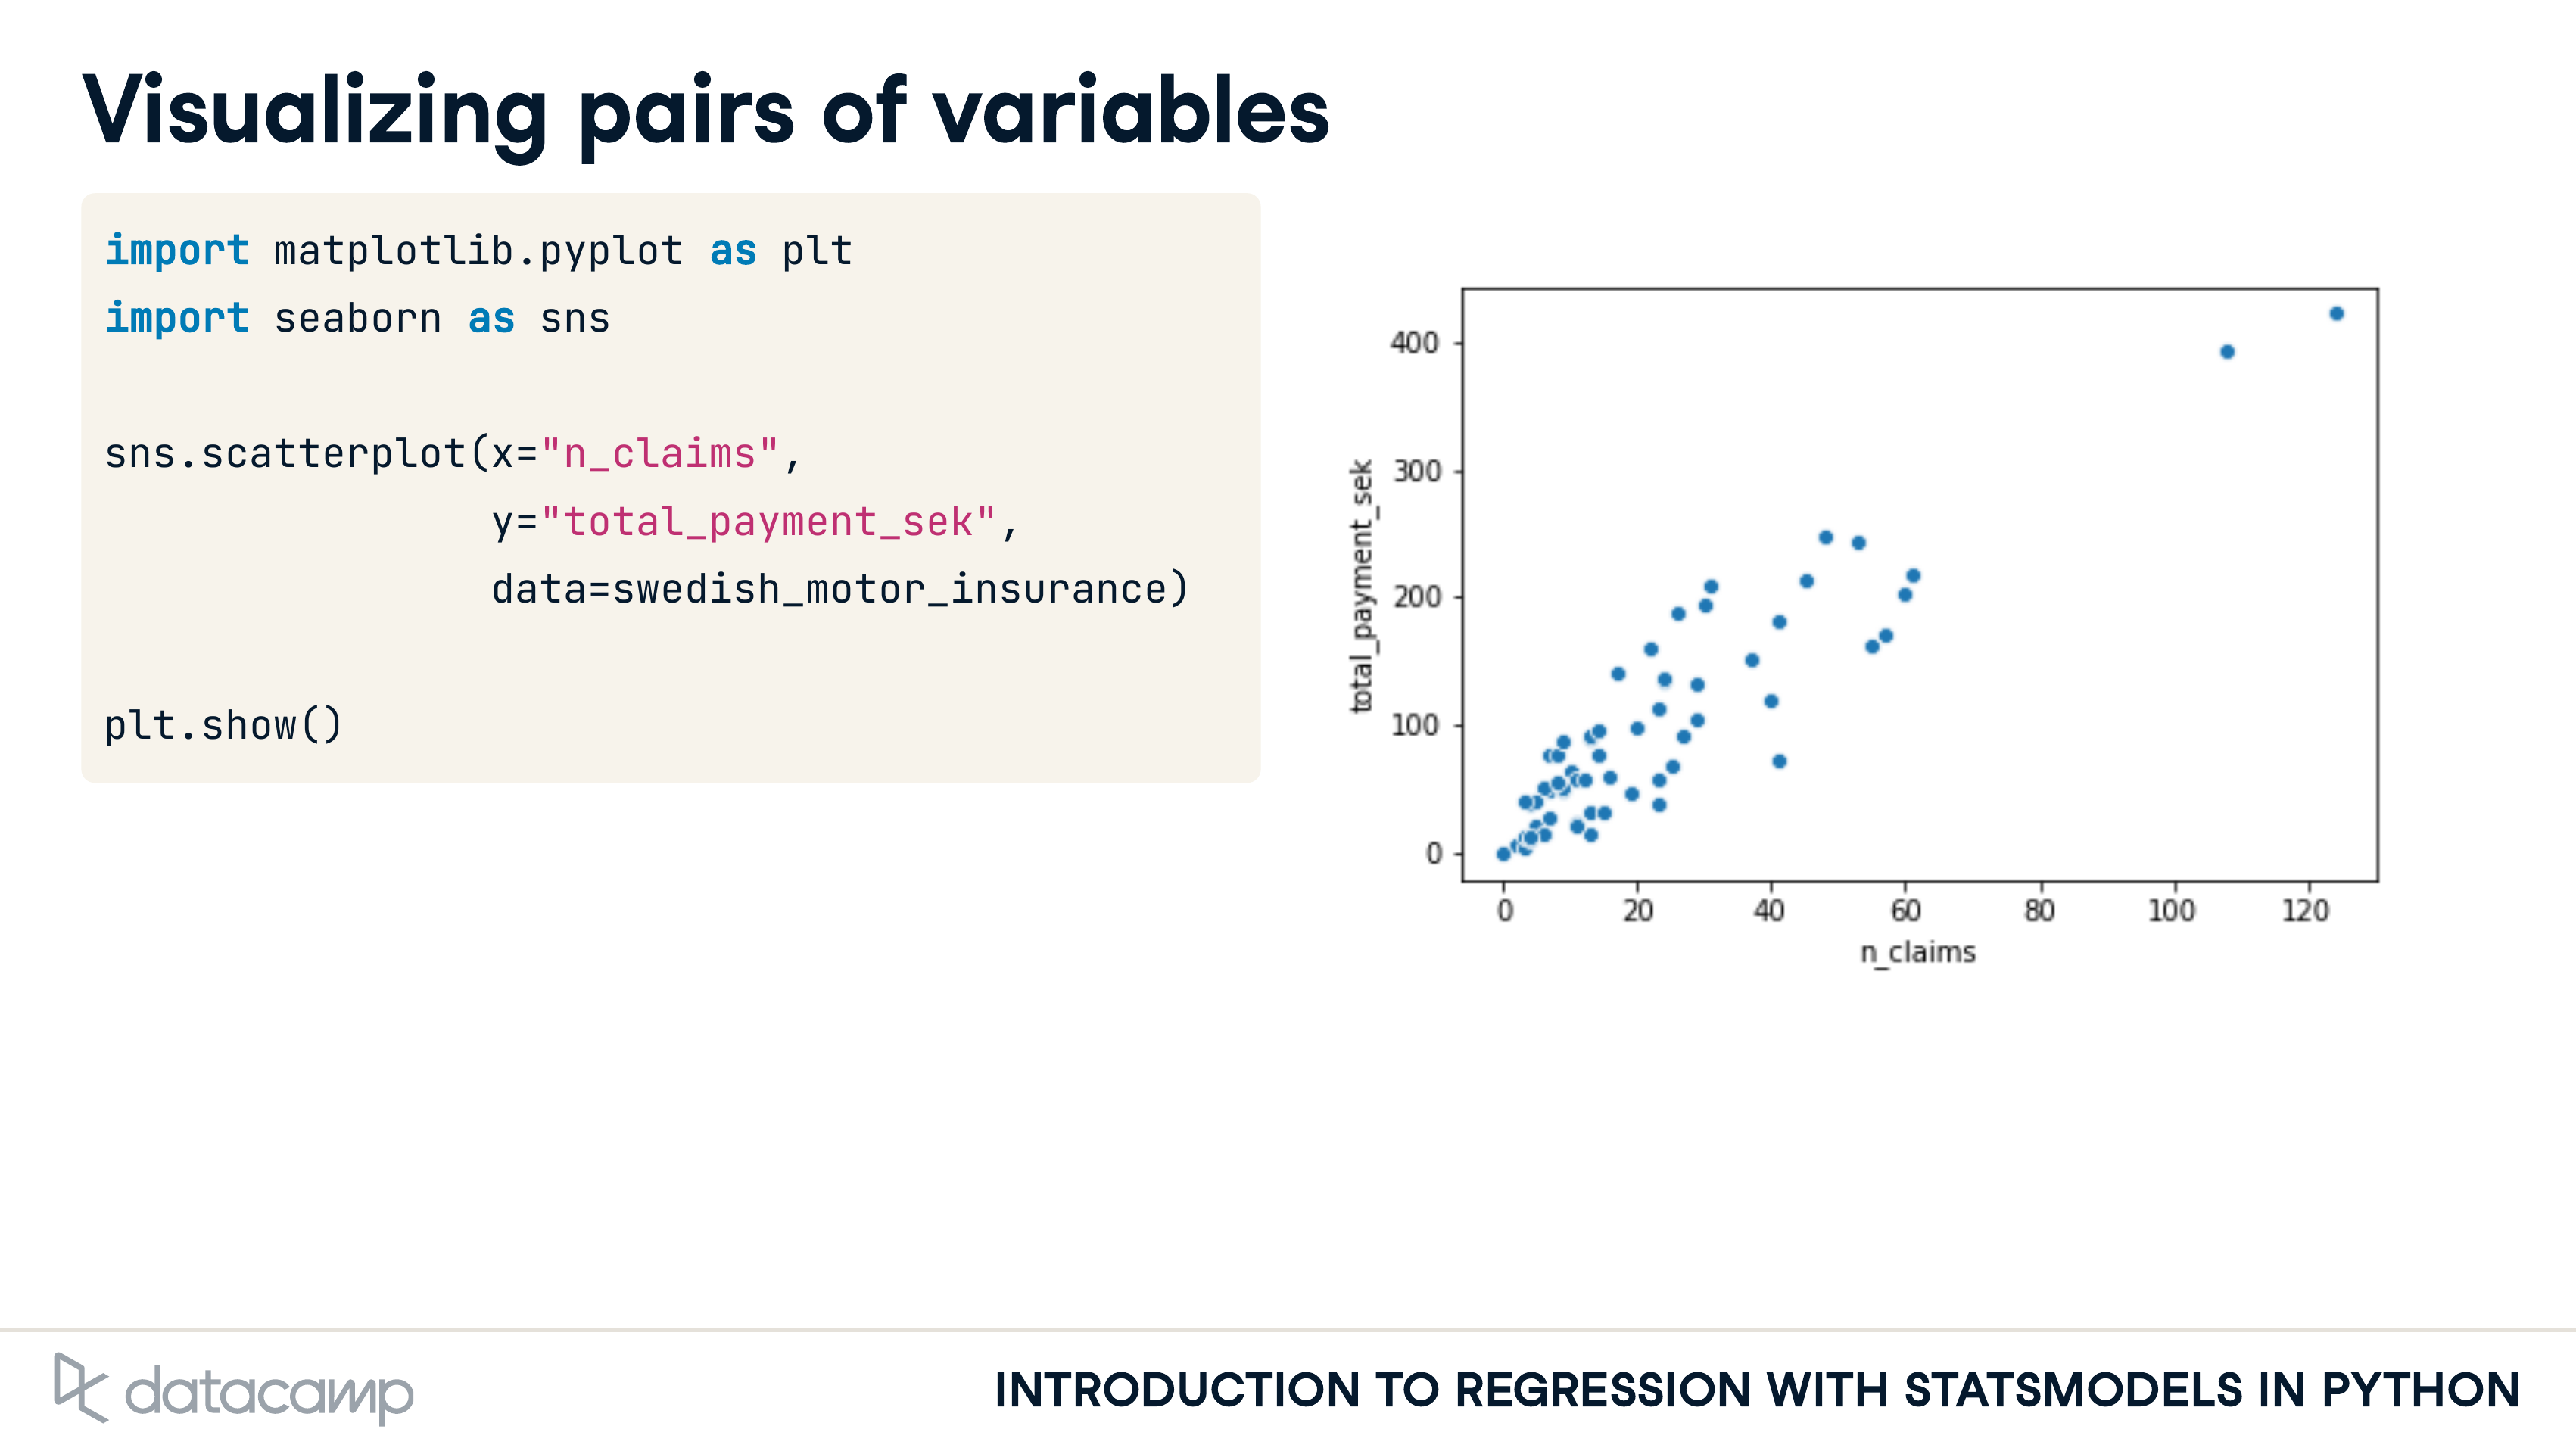 Visualizing pairs of variables
import matplotlib.pyplot as plt
import seaborn as sns
sns.scatterplot(x="n_claims",
y="total_payment_sek",
data=swedish_motor_insurance)
plt.show()
400
300
200
100
0
total_payment_sek
0 20 40 60 80 100 120
n_claims
datacamp
INTRODUCTION TO REGRESSION WITH STATSMODELS IN PYTHON